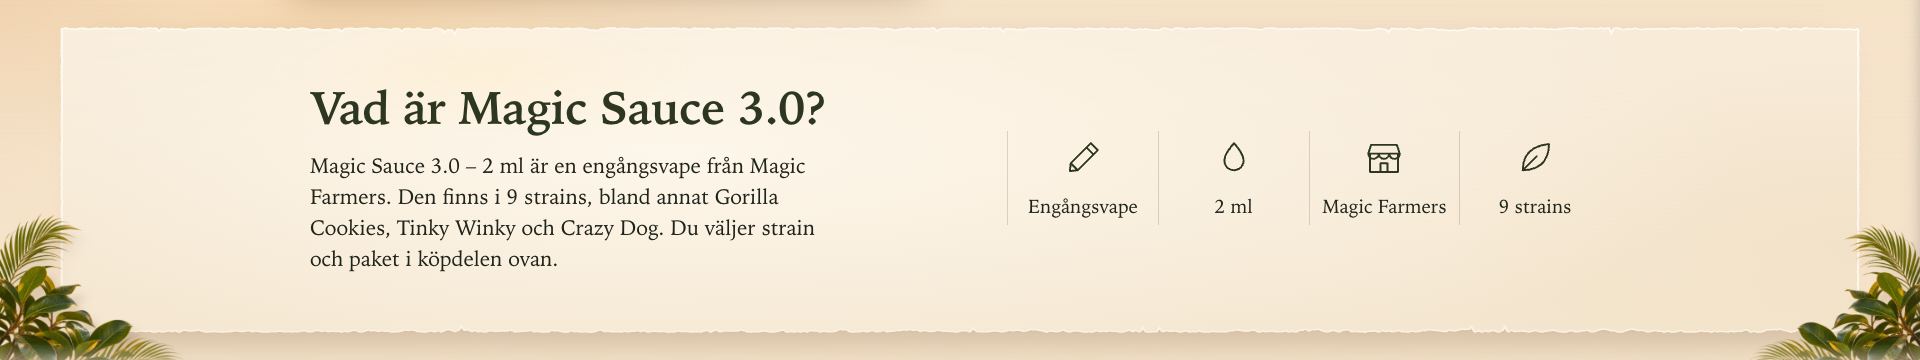 Vad är Magic Sauce 3.0?
Magic Sauce 3.0 – 2 ml är en engångsvape från Magic
Farmers. Den finns i 9 strains, bland annat Gorilla
Cookies, Tinky Winky och Crazy Dog. Du väljer strain
och paket i köpdelen ovan.
Engångsvape
2 ml
Magic Farmers
9 strains